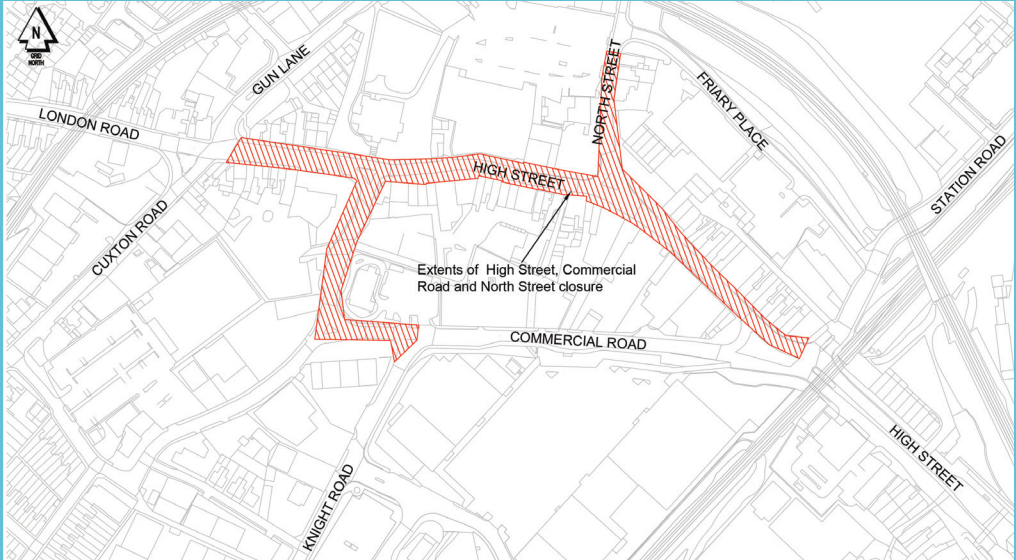 N
GRID
NORTH
GUN LANE
LONDON ROAD
NORTH STREET
FRIARY PLACE
STATION ROAD
HIGH STREET
CUXTON ROAD
Extents of High Street, Commercial
Road and North Street closure
COMMERCIAL ROAD
HIGH STREET
KNIGHT ROAD